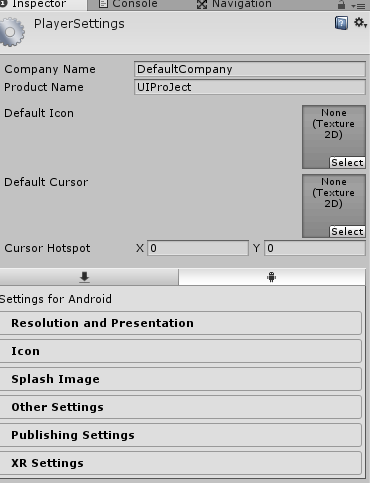 Inspector Console Navigation
PlayerSettings
Company Name DefaultCompany
Product Name UIProJect
Default Icon
None
(Texture
2D)
Select
Default Cursor
None
(Texture
2D)
Select
Cursor Hotspot X 0 Y 0
Settings for Android
Resolution and Presentation
Icon
Splash Image
Other Settings
Publishing Settings
XR Settings